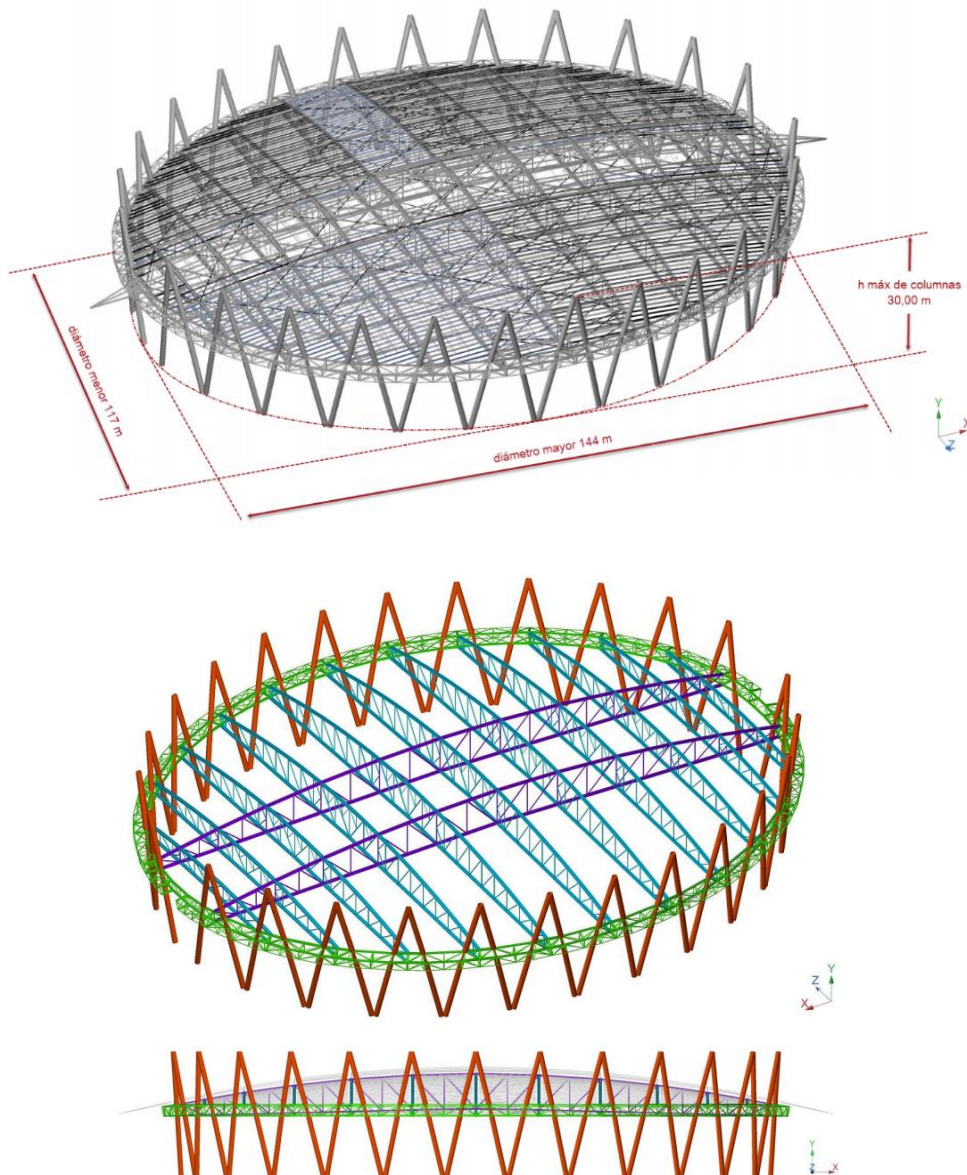 h máx de columnas
30,00 m
diámetro menor 117 m
diámetro mayor 144 m
Y
X
Z
Y
Z
X
Y
Z
X